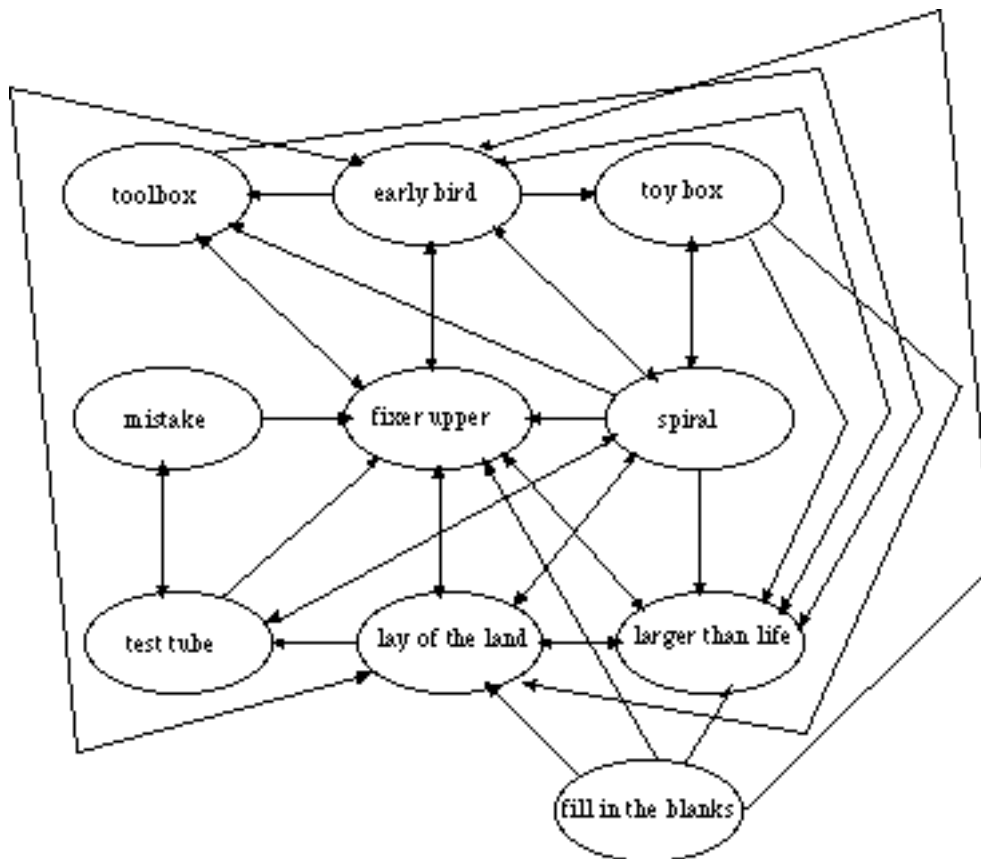 toolbox
early bird
toy box
mistake
fixer upper
spiral
test tube
lay of the land
larger than life
fill in the blanks